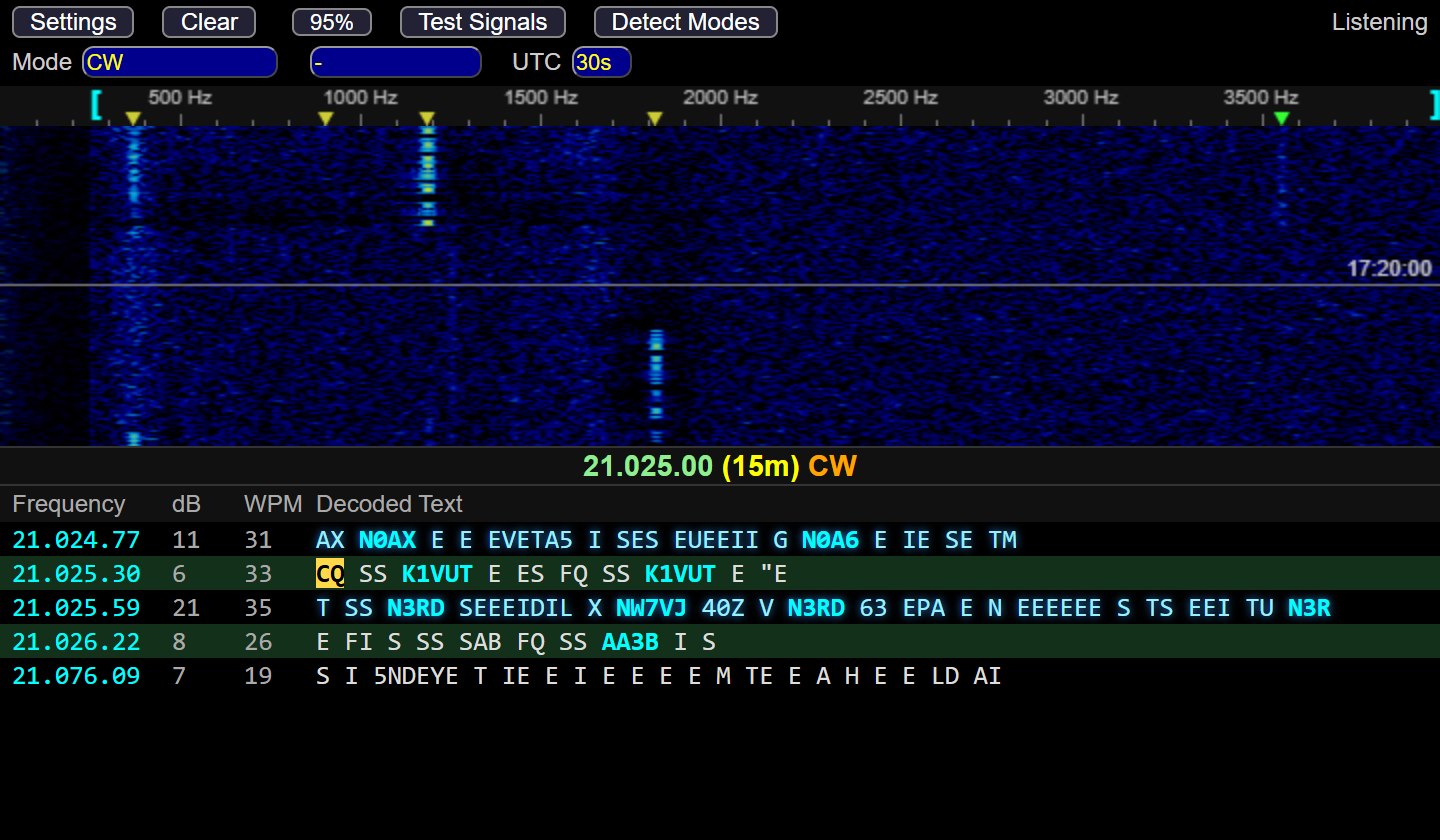 Settings Clear 95% Test Signals Detect Modes Listening
Mode CW - UTC 30s
[ 500 Hz 1000 Hz 1500 Hz 2000 Hz 2500 Hz 3000 Hz 3500 Hz ]
17:20:00
21.025.00 (15m) CW
Frequency dB WPM Decoded Text
21.024.77 11 31 AX N0AX E E EVETA5 I SES EUEEII G N0A6 E IE SE TM
21.025.30 6 33 CQ SS K1VUT E ES FQ SS K1VUT E "E
21.025.59 21 35 T SS N3RD SEEEIDIL X NW7VJ 40Z V N3RD 63 EPA E N EEEEEE S TS EEI TU N3R
21.026.22 8 26 E FI S SS SAB FQ SS AA3B I S
21.076.09 7 19 S I 5NDEYE T IE E I E E E E M TE E A H E E LD AI